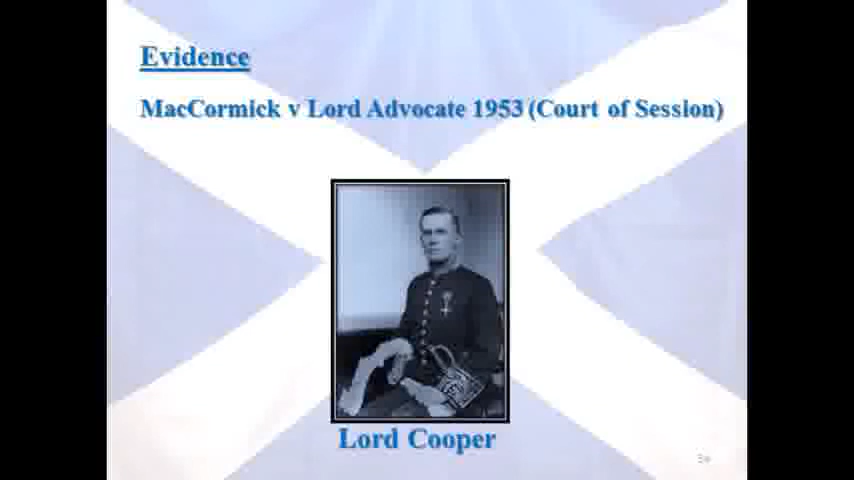 Evidence
MacCormick v Lord Advocate 1953 (Court of Session)
Lord Cooper